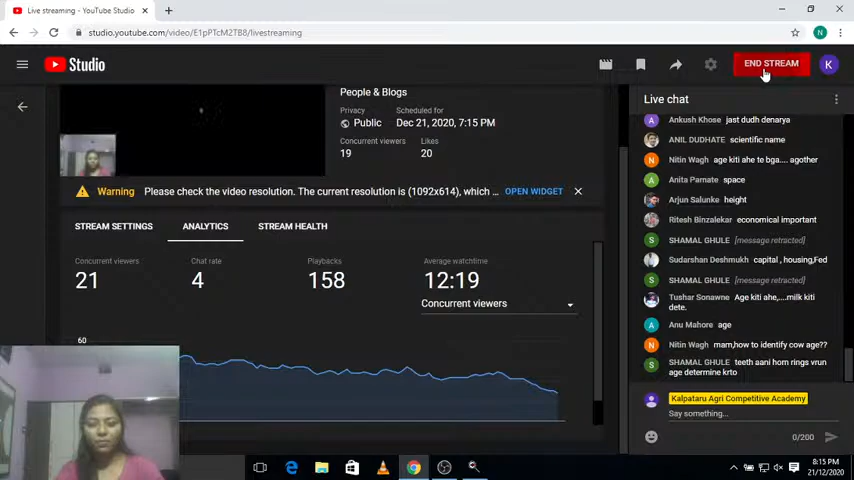 Live streaming - YouTube Studio
studio.youtube.com/video/E1pPTcM2TB8/livestreaming
N
Studio
END STREAM
K
People & Blogs
Privacy
Public
Scheduled for
Dec 21, 2020, 7:15 PM
Concurrent viewers
19
Likes
20
Warning Please check the video resolution. The current resolution is (1092x614), which ... OPEN WIDGET
STREAM SETTINGS
ANALYTICS
STREAM HEALTH
Concurrent viewers
21
Chat rate
4
Playbacks
158
Average watchtime
12:19
Concurrent viewers
60
Live chat
A Ankush Khose jast dudh denarya
ANIL DUDHATE scientific name
N Nitin Wagh age kiti ahe te bga.... agother
A Anita Parnate space
Arjun Salunke height
Ritesh Binzalekar economical important
S SHAMAL GHULE [message retracted]
Sudarshan Deshmukh capital , housing,Fed
S SHAMAL GHULE [message retracted]
Tushar Sonawne Age kiti ahe,....milk kiti
dete.
A Anu Mahore age
N Nitin Wagh mam,how to identify cow age??
S SHAMAL GHULE teeth aani horn rings vrun
age determine krto
Kalpataru Agri Competitive Academy
Say something...
0/200
8:15 PM
21/12/2020